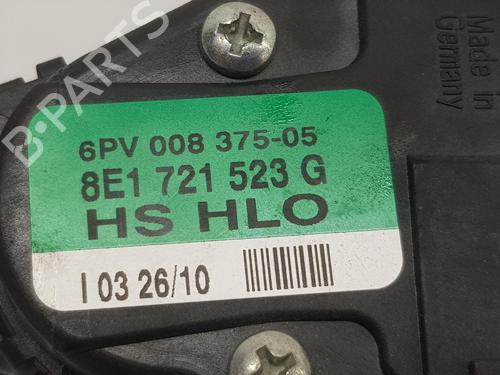 Made in
Germany
B-PARTS
6PV 008 375-05
8E1 721 523 G
HS HLO
I 03 26/10